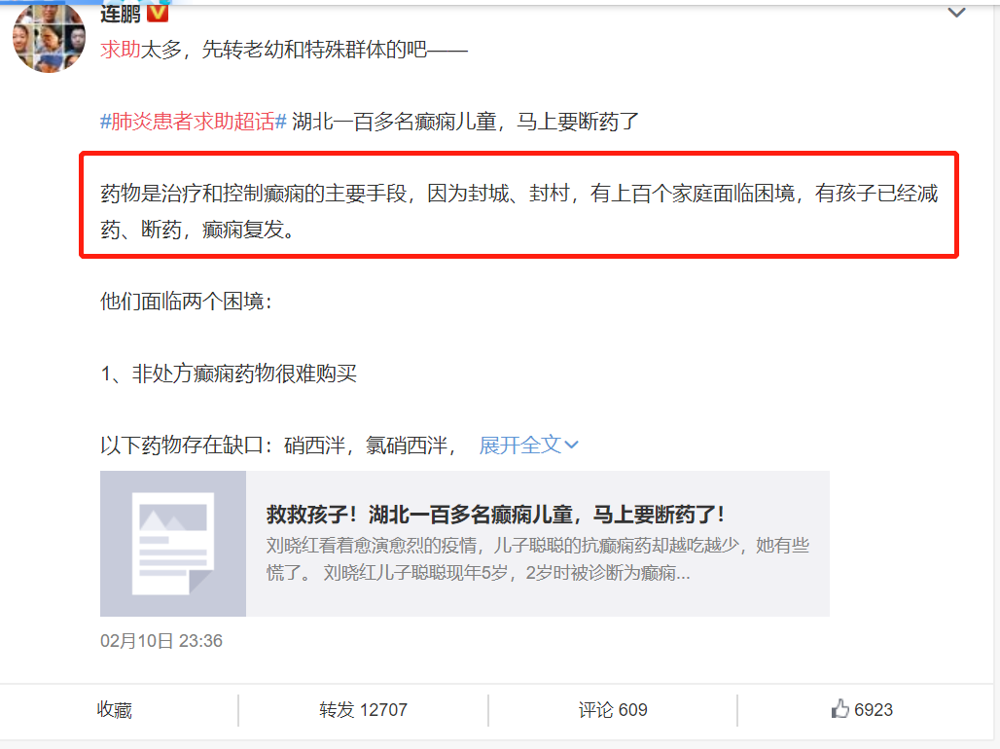 连鹏
求助太多，先转老幼和特殊群体的吧——
#肺炎患者求助超话# 湖北一百多名癫痫儿童，马上要断药了
药物是治疗和控制癫痫的主要手段，因为封城、封村，有上百个家庭面临困境，有孩子已经减
药、断药，癫痫复发。
他们面临两个困境：
1、非处方癫痫药物很难购买
以下药物存在缺口：硝西泮，氯硝西泮， 展开全文
救救孩子！湖北一百多名癫痫儿童，马上要断药了！
刘晓红看着愈演愈烈的疫情，儿子聪聪的抗癫痫药却越吃越少，她有些
慌了。 刘晓红儿子聪聪现年5岁，2岁时被诊断为癫痫...
02月10日 23:36
收藏 转发 12707 评论 609 6923